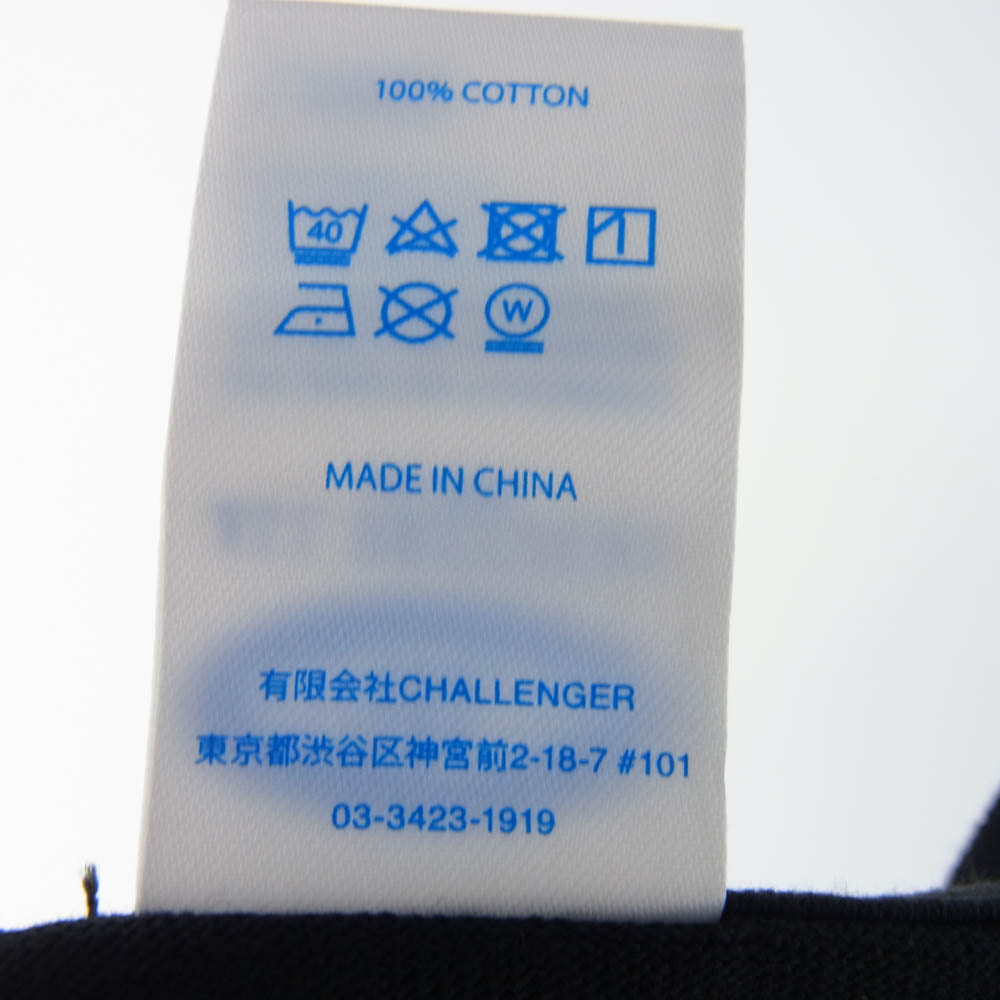 100% COTTON
40
W
MADE IN CHINA
有限会社CHALLENGER
東京都渋谷区神宮前2-18-7 #101
03-3423-1919